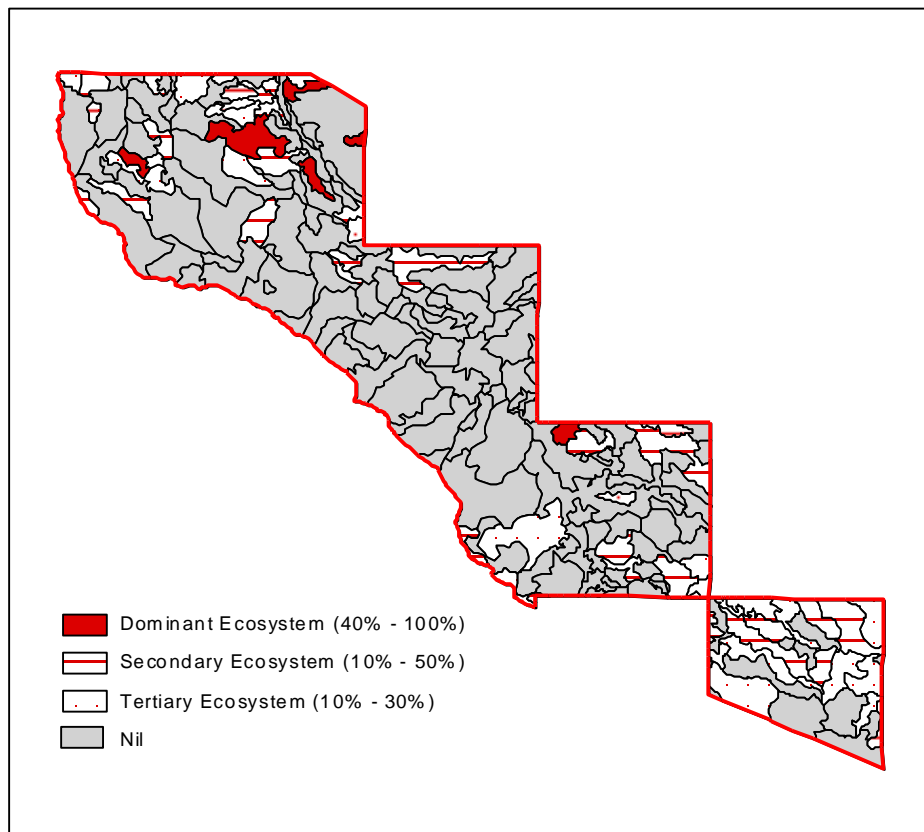 Dominant Ecosystem (40% - 100%)
Secondary Ecosystem (10% - 50%)
Tertiary Ecosystem (10% - 30%)
Nil